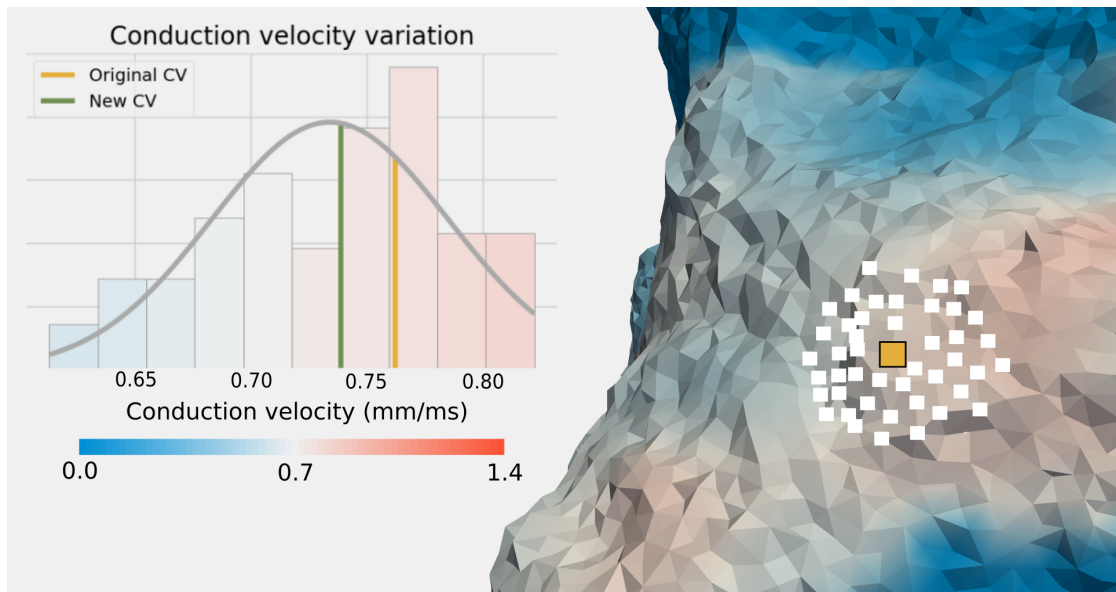 Conduction velocity variation
Original CV
New CV
0.65 0.70 0.75 0.80
Conduction velocity (mm/ms)
0.0 0.7 1.4